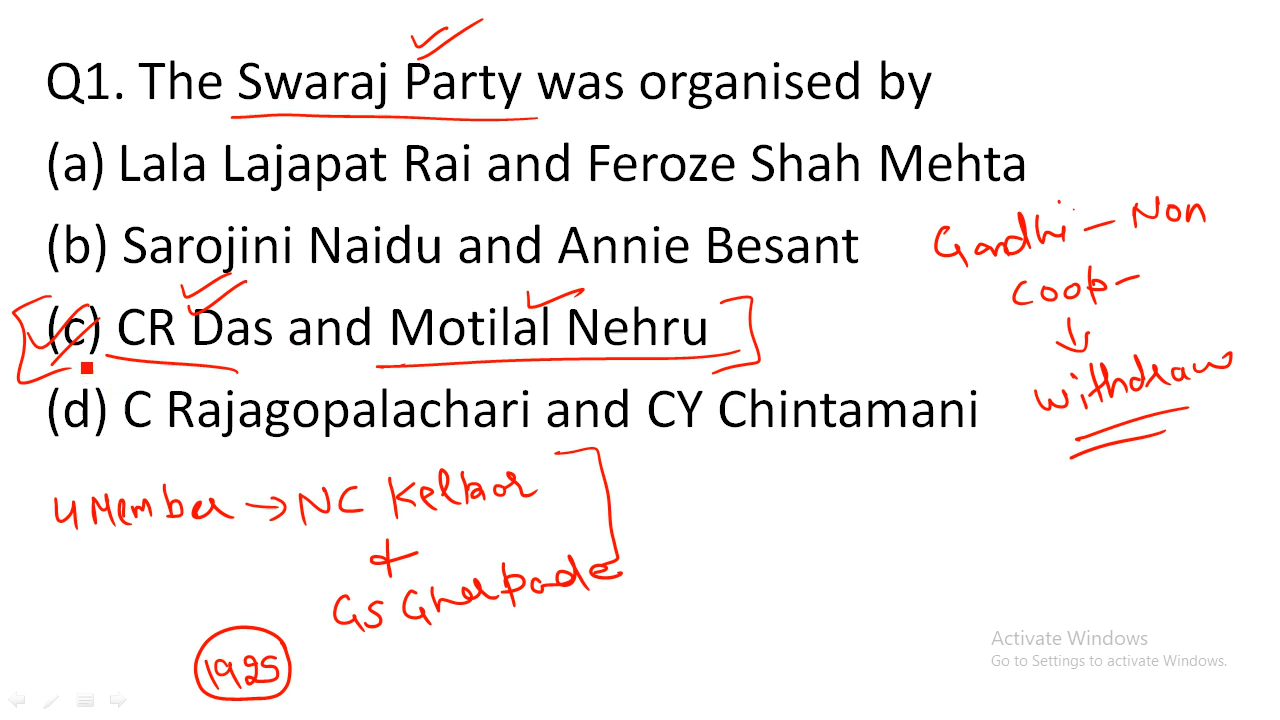 Q1. The Swaraj Party was organised by
(a) Lala Lajapat Rai and Feroze Shah Mehta
(b) Sarojini Naidu and Annie Besant
(c) CR Das and Motilal Nehru
(d) C Rajagopalachari and CY Chintamani
Gandhi - Non
Coop -
Withdraw
4 Member → NC Kelkar
+
GS Gharpade
1925
Activate Windows
Go to Settings to activate Windows.